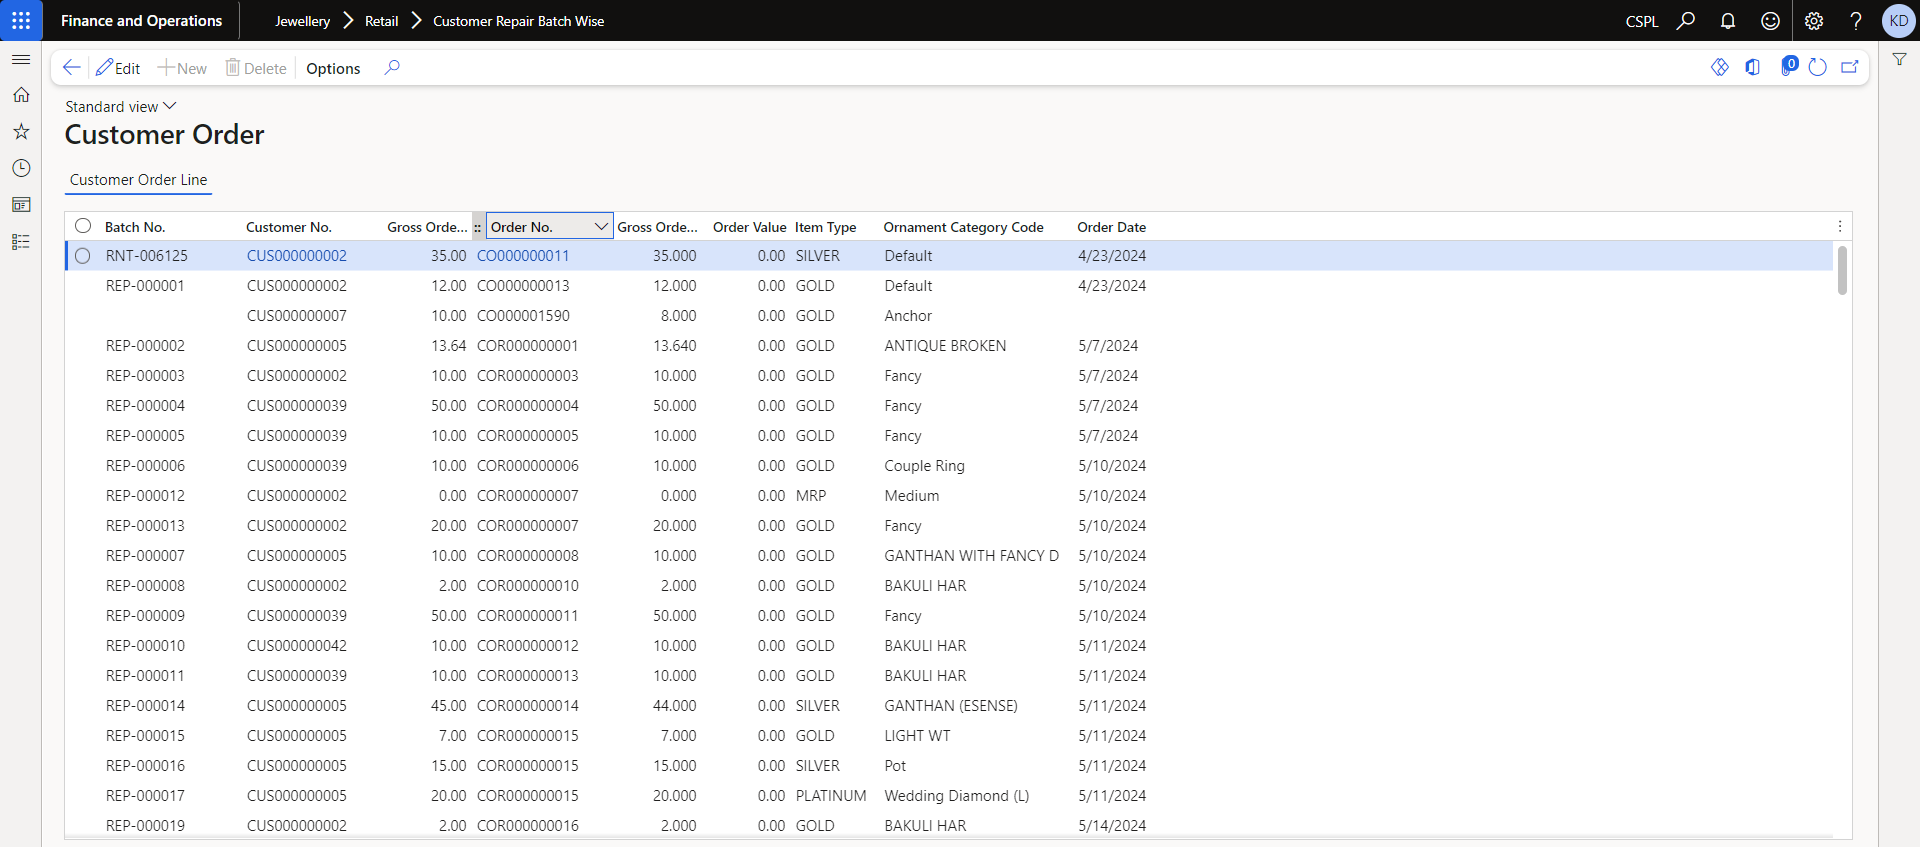 Finance and Operations Jewellery Retail Customer Repair Batch Wise CSPL ? KD
Edit New Delete Options 0
Standard view
Customer Order
Customer Order Line
Batch No. Customer No. Gross Orde... :: Order No. Gross Orde... Order Value Item Type Ornament Category Code Order Date
RNT-006125 CUS000000002 35.00 CO000000011 35.000 0.00 SILVER Default 4/23/2024
REP-000001 CUS000000002 12.00 CO000000013 12.000 0.00 GOLD Default 4/23/2024
CUS000000007 10.00 CO000001590 8.000 0.00 GOLD Anchor
REP-000002 CUS000000005 13.64 COR000000001 13.640 0.00 GOLD ANTIQUE BROKEN 5/7/2024
REP-000003 CUS000000002 10.00 COR000000003 10.000 0.00 GOLD Fancy 5/7/2024
REP-000004 CUS000000039 50.00 COR000000004 50.000 0.00 GOLD Fancy 5/7/2024
REP-000005 CUS000000039 10.00 COR000000005 10.000 0.00 GOLD Fancy 5/7/2024
REP-000006 CUS000000039 10.00 COR000000006 10.000 0.00 GOLD Couple Ring 5/10/2024
REP-000012 CUS000000002 0.00 COR000000007 0.000 0.00 MRP Medium 5/10/2024
REP-000013 CUS000000002 20.00 COR000000007 20.000 0.00 GOLD Fancy 5/10/2024
REP-000007 CUS000000005 10.00 COR000000008 10.000 0.00 GOLD GANTHAN WITH FANCY D 5/10/2024
REP-000008 CUS000000002 2.00 COR000000010 2.000 0.00 GOLD BAKULI HAR 5/10/2024
REP-000009 CUS000000039 50.00 COR000000011 50.000 0.00 GOLD Fancy 5/10/2024
REP-000010 CUS000000042 10.00 COR000000012 10.000 0.00 GOLD BAKULI HAR 5/11/2024
REP-000011 CUS000000039 10.00 COR000000013 10.000 0.00 GOLD BAKULI HAR 5/11/2024
REP-000014 CUS000000005 45.00 COR000000014 44.000 0.00 SILVER GANTHAN (ESENSE) 5/11/2024
REP-000015 CUS000000005 7.00 COR000000015 7.000 0.00 GOLD LIGHT WT 5/11/2024
REP-000016 CUS000000005 15.00 COR000000015 15.000 0.00 SILVER Pot 5/11/2024
REP-000017 CUS000000005 20.00 COR000000015 20.000 0.00 PLATINUM Wedding Diamond (L) 5/11/2024
REP-000019 CUS000000002 2.00 COR000000016 2.000 0.00 GOLD BAKULI HAR 5/14/2024